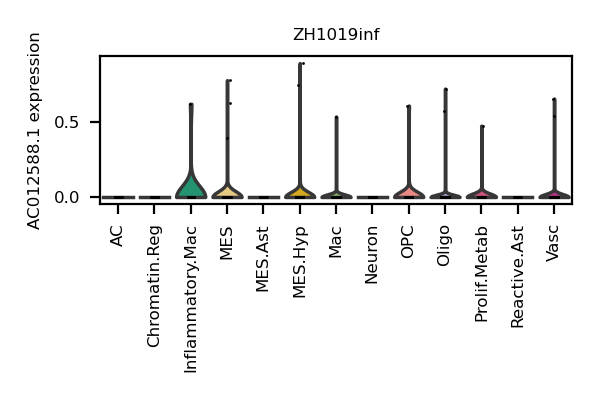 ZH1019inf
AC012588.1 expression
0.5
0.0
AC
Chromatin.Reg
Inflammatory.Mac
MES
MES.Ast
MES.Hyp
Mac
Neuron
OPC
Oligo
Prolif.Metab
Reactive.Ast
Vasc